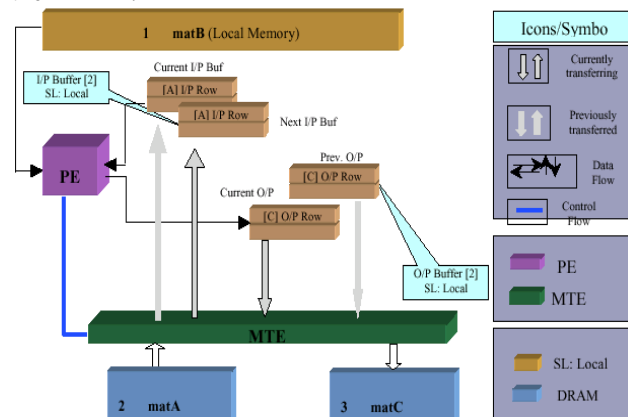 1 matB (Local Memory)
Icons/Symbo
Current I/P Buf
I/P Buffer [2]
SL: Local
[A] I/P Row
[A] I/P Row
Next I/P Buf
Currently
transferring
Previously
transferred
PE
Prev. O/P
[C] O/P Row
Current O/P
[C] O/P Row
Data
Flow
Control
Flow
O/P Buffer [2]
SL: Local
PE
MTE
MTE
2 matA
3 matC
SL: Local
DRAM